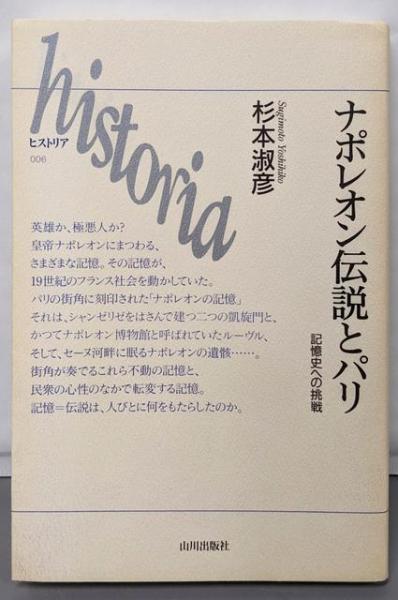 historia
ヒストリア
006
ナポレオン伝説とパリ
記憶史への挑戦
Sugimoto Yoshihiko
杉本淑彦
英雄か、極悪人か?
皇帝ナポレオンにまつわる、
さまざまな記憶。その記憶が、
19世紀のフランス社会を動かしていた。
パリの街角に刻印された「ナポレオンの記憶」
それは、シャンゼリゼをはさんで建つ二つの凱旋門と、
かつてナポレオン博物館と呼ばれていたルーヴル、
そして、セーヌ河畔に眠るナポレオンの遺骸……。
街角が奏でるこれら不動の記憶と、
民衆の心性のなかで転変する記憶。
記憶=伝説は、人びとに何をもたらしたのか。
山川出版社